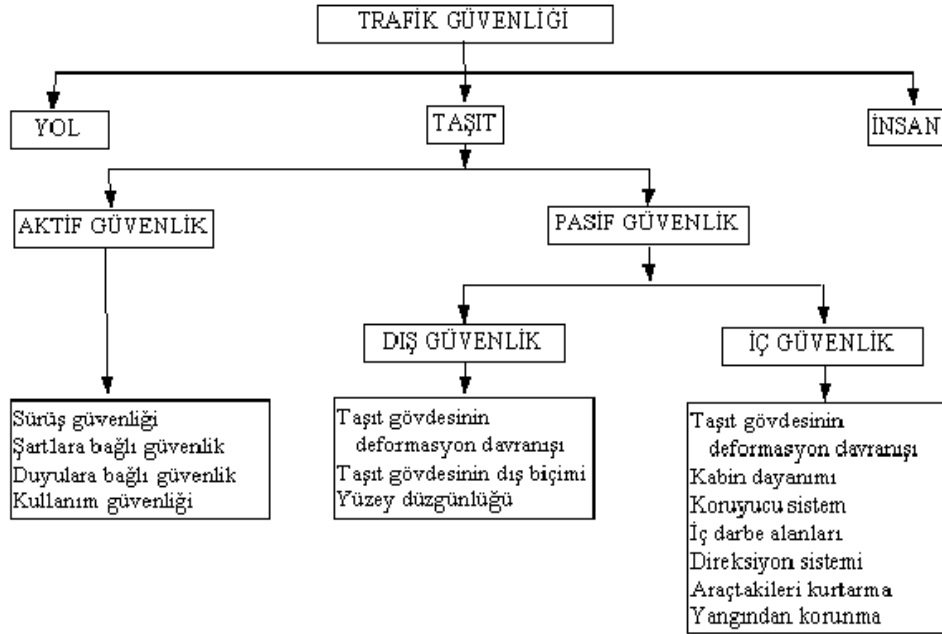 TRAFİK GÜVENLİĞİ
YOL
TAŞIT
İNSAN
AKTİF GÜVENLİK
PASİF GÜVENLİK
DIŞ GÜVENLİK
İÇ GÜVENLİK
Sürüş güvenliği
Şartlara bağlı güvenlik
Duyulara bağlı güvenlik
Kullanım güvenliği
Taşıt gövdesinin
deformasyon davranışı
Taşıt gövdesinin dış biçimi
Yüzey düzgünlüğü
Taşıt gövdesinin
deformasyon davranışı
Kabin dayanımı
Koruyucu sistem
İç darbe alanları
Direksiyon sistemi
Araçtakileri kurtarma
Yangından korunma